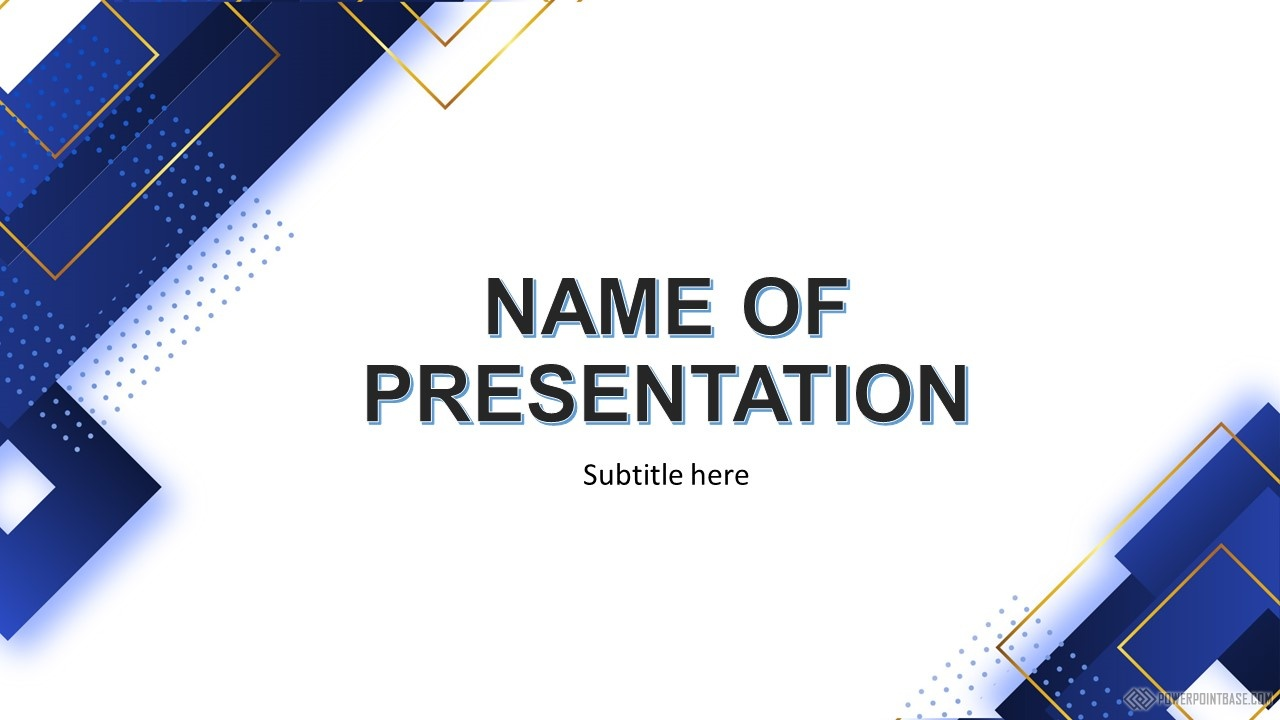 NAME OF
PRESENTATION
Subtitle here
POWERPOINTBASE.COM